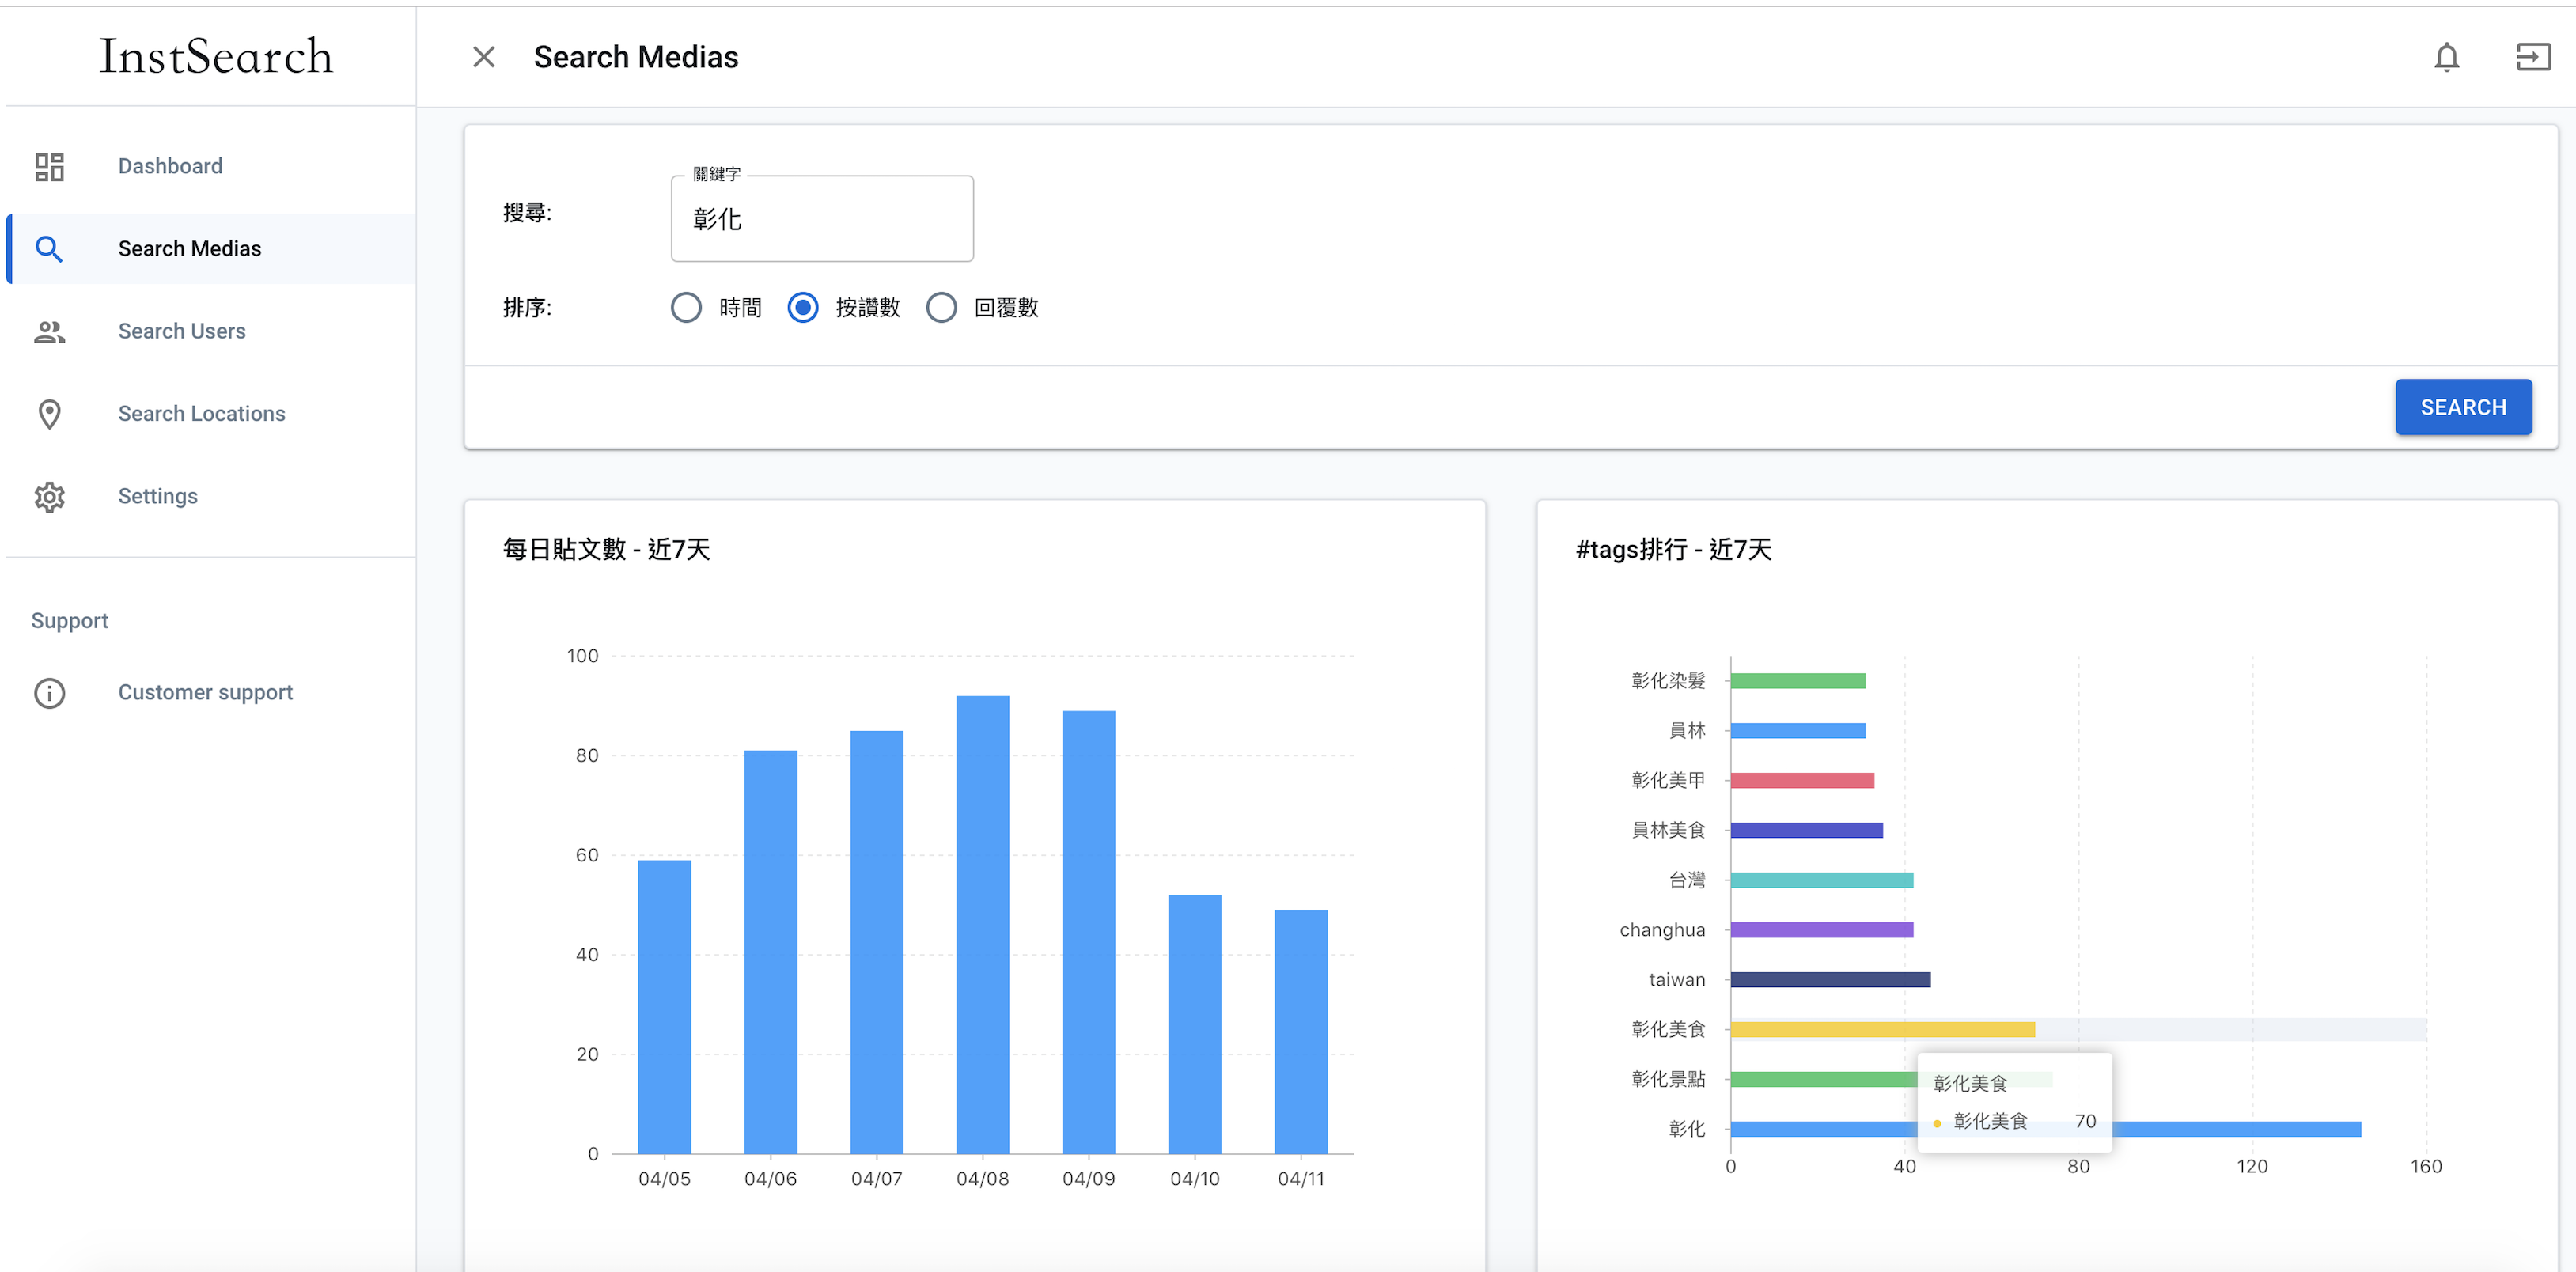 InstSearch
Dashboard
Search Medias
Search Users
Search Locations
Settings
Support
Customer support
Search Medias
關鍵字
搜尋:
彰化
排序:
時間 按讚數 回覆數
SEARCH
每日貼文數 - 近7天
100
80
60
40
20
0
04/05 04/06 04/07 04/08 04/09 04/10 04/11
#tags排行 - 近7天
彰化染髮
員林
彰化美甲
員林美食
台灣
changhua
taiwan
彰化美食
彰化景點
彰化
彰化美食
彰化美食 70
0 40 80 120 160